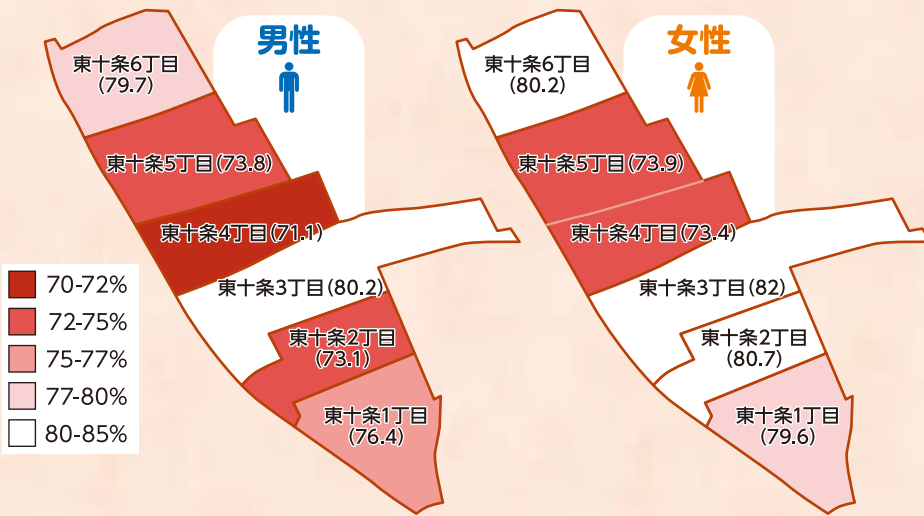 男性
東十条6丁目
(79.7)
東十条5丁目(73.8)
東十条4丁目(71.1)
東十条3丁目(80.2)
東十条2丁目
(73.1)
東十条1丁目
(76.4)
女性
東十条6丁目
(80.2)
東十条5丁目(73.9)
東十条4丁目(73.4)
東十条3丁目(82)
東十条2丁目
(80.7)
東十条1丁目
(79.6)
70-72%
72-75%
75-77%
77-80%
80-85%